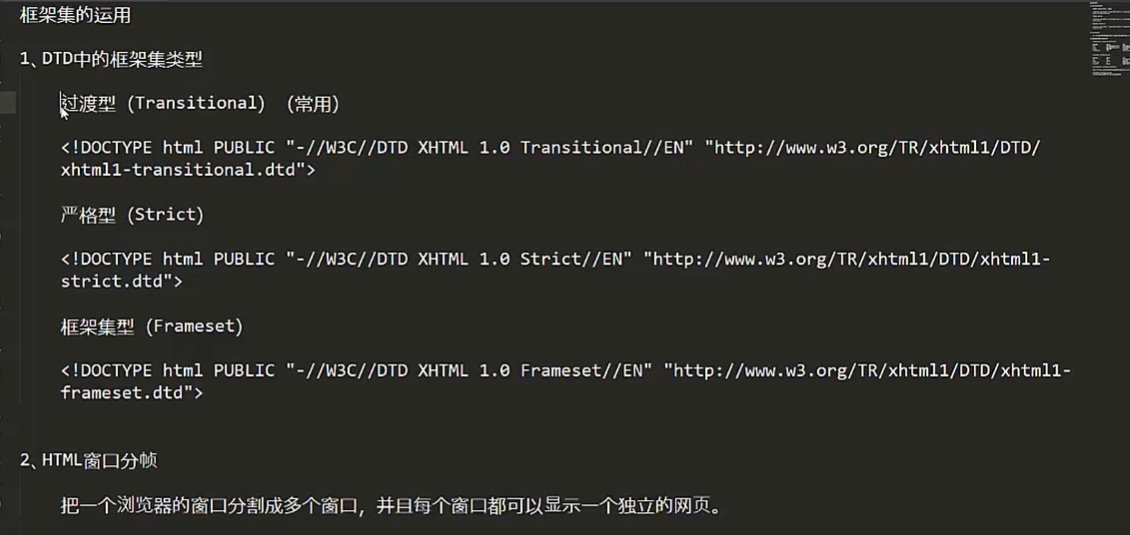 框架集的运用
1、DTD中的框架集类型
过渡型（Transitional）（常用）
<!DOCTYPE html PUBLIC "-//W3C//DTD XHTML 1.0 Transitional//EN" "http://www.w3.org/TR/xhtml1/DTD/
xhtml1-transitional.dtd">
严格型（Strict）
<!DOCTYPE html PUBLIC "-//W3C//DTD XHTML 1.0 Strict//EN" "http://www.w3.org/TR/xhtml1/DTD/xhtml1-
strict.dtd">
框架集型（Frameset）
<!DOCTYPE html PUBLIC "-//W3C//DTD XHTML 1.0 Frameset//EN" "http://www.w3.org/TR/xhtml1/DTD/xhtml1-
frameset.dtd">
2、HTML窗口分帧
把一个浏览器的窗口分割成多个窗口，并且每个窗口都可以显示一个独立的网页。